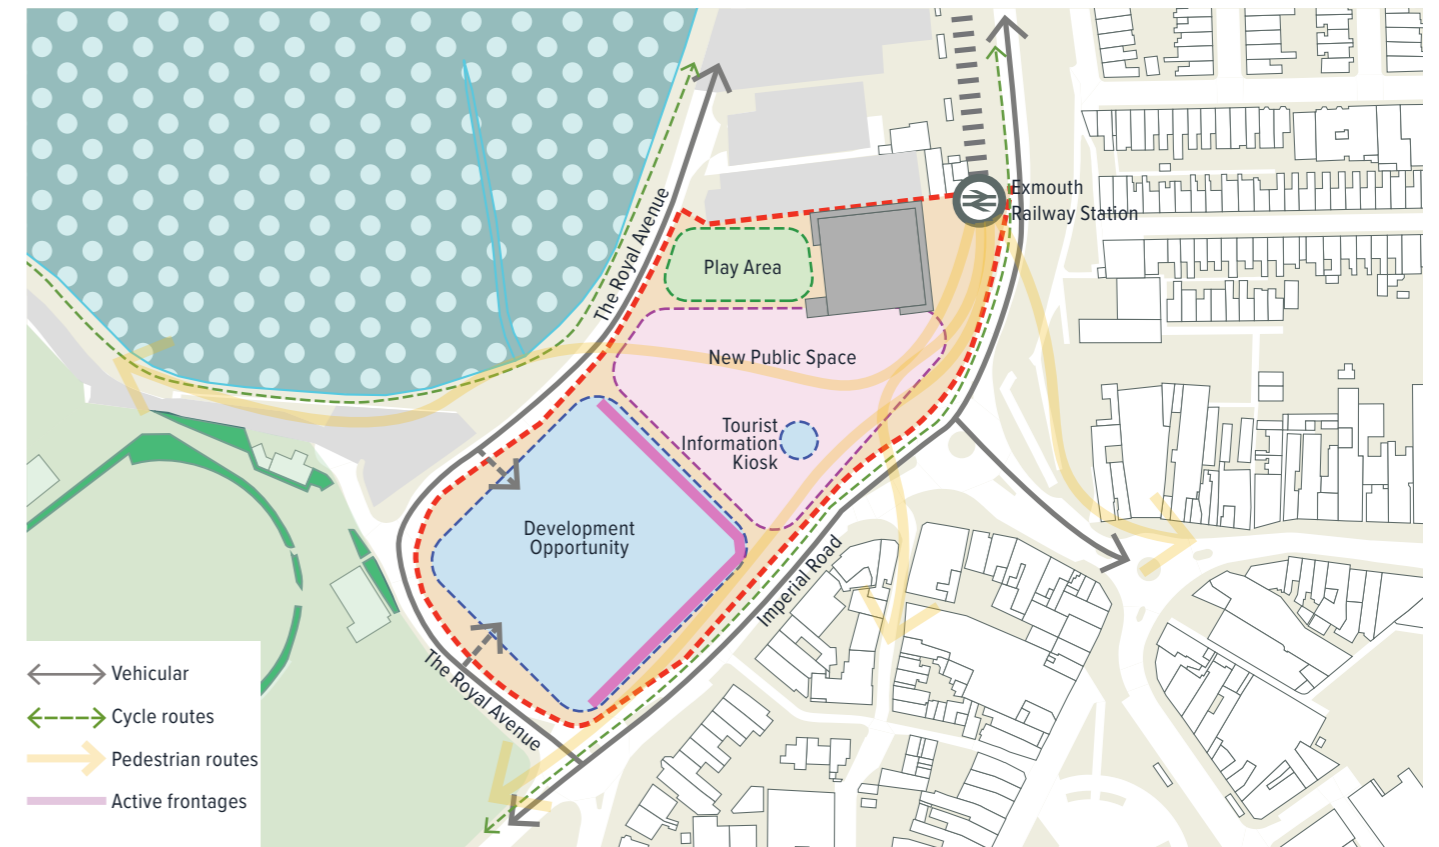 Exmouth
Railway Station
The Royal Avenue
Play Area
New Public Space
Tourist
Information
Kiosk
Development
Opportunity
Imperial Road
The Royal Avenue
Vehicular
Cycle routes
Pedestrian routes
Active frontages